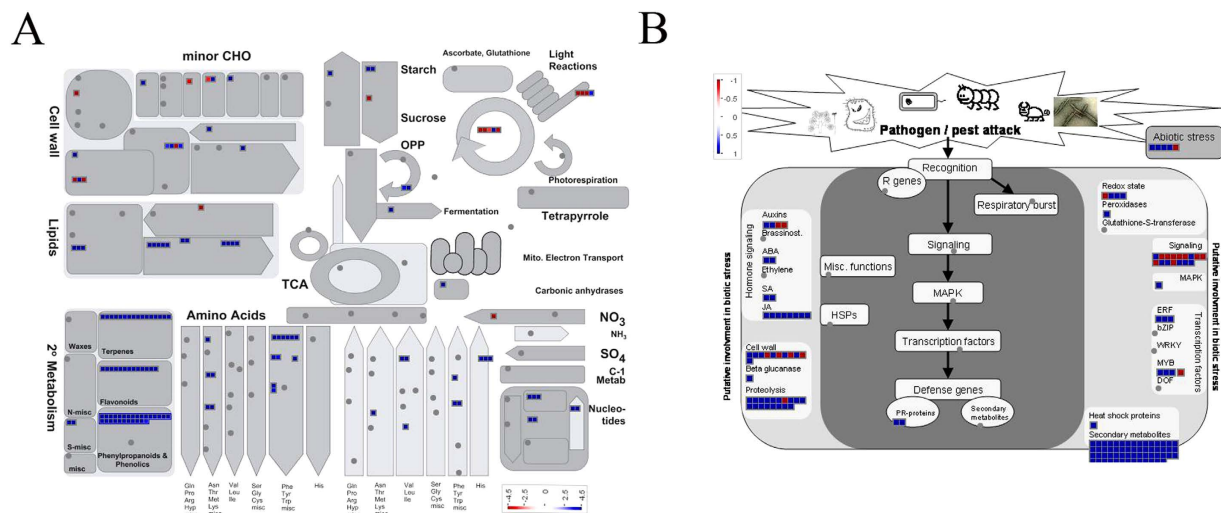 A
minor CHO
Cell wall
Lipids
2° Metabolism
Waxes
Terpenes
Flavonoids
N-misc
S-misc
misc
Phenylpropanoids &
Phenolics
Starch
Sucrose
OPP
Fermentation
TCA
Ascorbate, Glutathione
Light
Reactions
Photorespiration
Tetrapyrrole
Mito. Electron Transport
Carbonic anhydrases
Amino Acids
NO3
NH3
SO4
C-1
Metab
Nucleo-
tides
Gln
Pro
Arg
Hyp
Asn
Thr
Met
Lys
misc
Val
Leu
Ile
Ser
Gly
Cys
misc
Phe
Tyr
Trp
misc
His
Gln
Pro
Arg
Hyp
Asn
Thr
Met
Lys
misc
Val
Leu
Ile
Ser
Gly
Cys
misc
Phe
Tyr
Trp
misc
His
-4.5
0
4.5
B
-1
-0.5
0
0.5
1
Pathogen / pest attack
Abiotic stress
Recognition
R genes
Respiratory burst
Signaling
Misc. functions
MAPK
HSPs
Transcription factors
Defense genes
PR-proteins
Secondary
metabolites
Putative involvement in biotic stress
Hormone signaling
Auxins
Brassinost.
ABA
Ethylene
SA
JA
Cell wall
Beta glucanase
Proteolysis
Redox state
Peroxidases
Glutathione-S-transferase
Signaling
MAPK
ERF
bZIP
WRKY
MYB
DOF
Transcription factors
Putative involvement in biotic stress
Heat shock proteins
Secondary metabolites